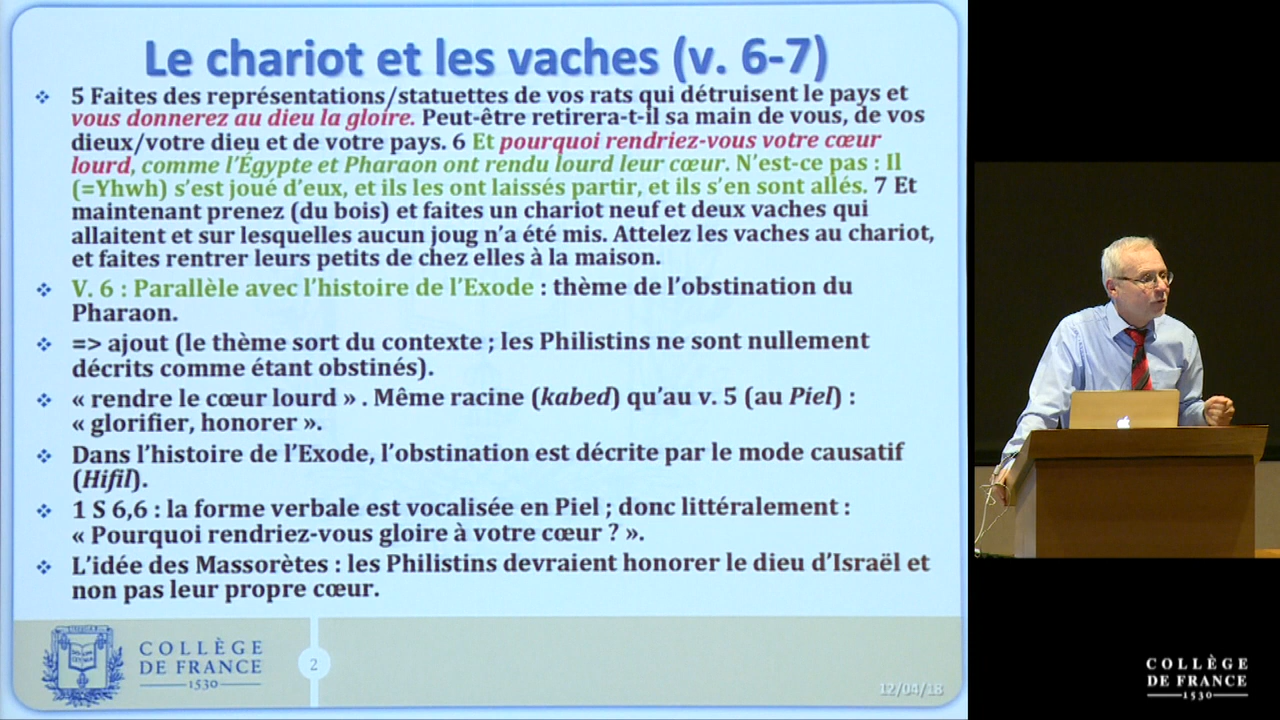 Le chariot et les vaches (v. 6-7)
❖ 5 Faites des représentations/statuettes de vos rats qui détruisent le pays et
vous donnerez au dieu la gloire. Peut-être retirera-t-il sa main de vous, de vos
dieux/votre dieu et de votre pays. 6 Et pourquoi rendriez-vous votre cœur
lourd, comme l’Égypte et Pharaon ont rendu lourd leur cœur. N’est-ce pas : Il
(=Yhwh) s’est joué d’eux, et ils les ont laissés partir, et ils s’en sont allés. 7 Et
maintenant prenez (du bois) et faites un chariot neuf et deux vaches qui
allaitent et sur lesquelles aucun joug n’a été mis. Attelez les vaches au chariot,
et faites rentrer leurs petits de chez elles à la maison.
❖ V. 6 : Parallèle avec l’histoire de l’Exode : thème de l’obstination du
Pharaon.
❖ => ajout (le thème sort du contexte ; les Philistins ne sont nullement
décrits comme étant obstinés).
❖ « rendre le cœur lourd » . Même racine (kabed) qu’au v. 5 (au Piel) :
« glorifier, honorer ».
❖ Dans l’histoire de l’Exode, l’obstination est décrite par le mode causatif
(Hifil).
❖ 1 S 6,6 : la forme verbale est vocalisée en Piel ; donc littéralement :
« Pourquoi rendriez-vous gloire à votre cœur ? ».
❖ L’idée des Massorètes : les Philistins devraient honorer le dieu d’Israël et
non pas leur propre cœur.
COLLÈGE
DE FRANCE
1530
2
12/04/18
COLLÈGE
DE FRANCE
1530